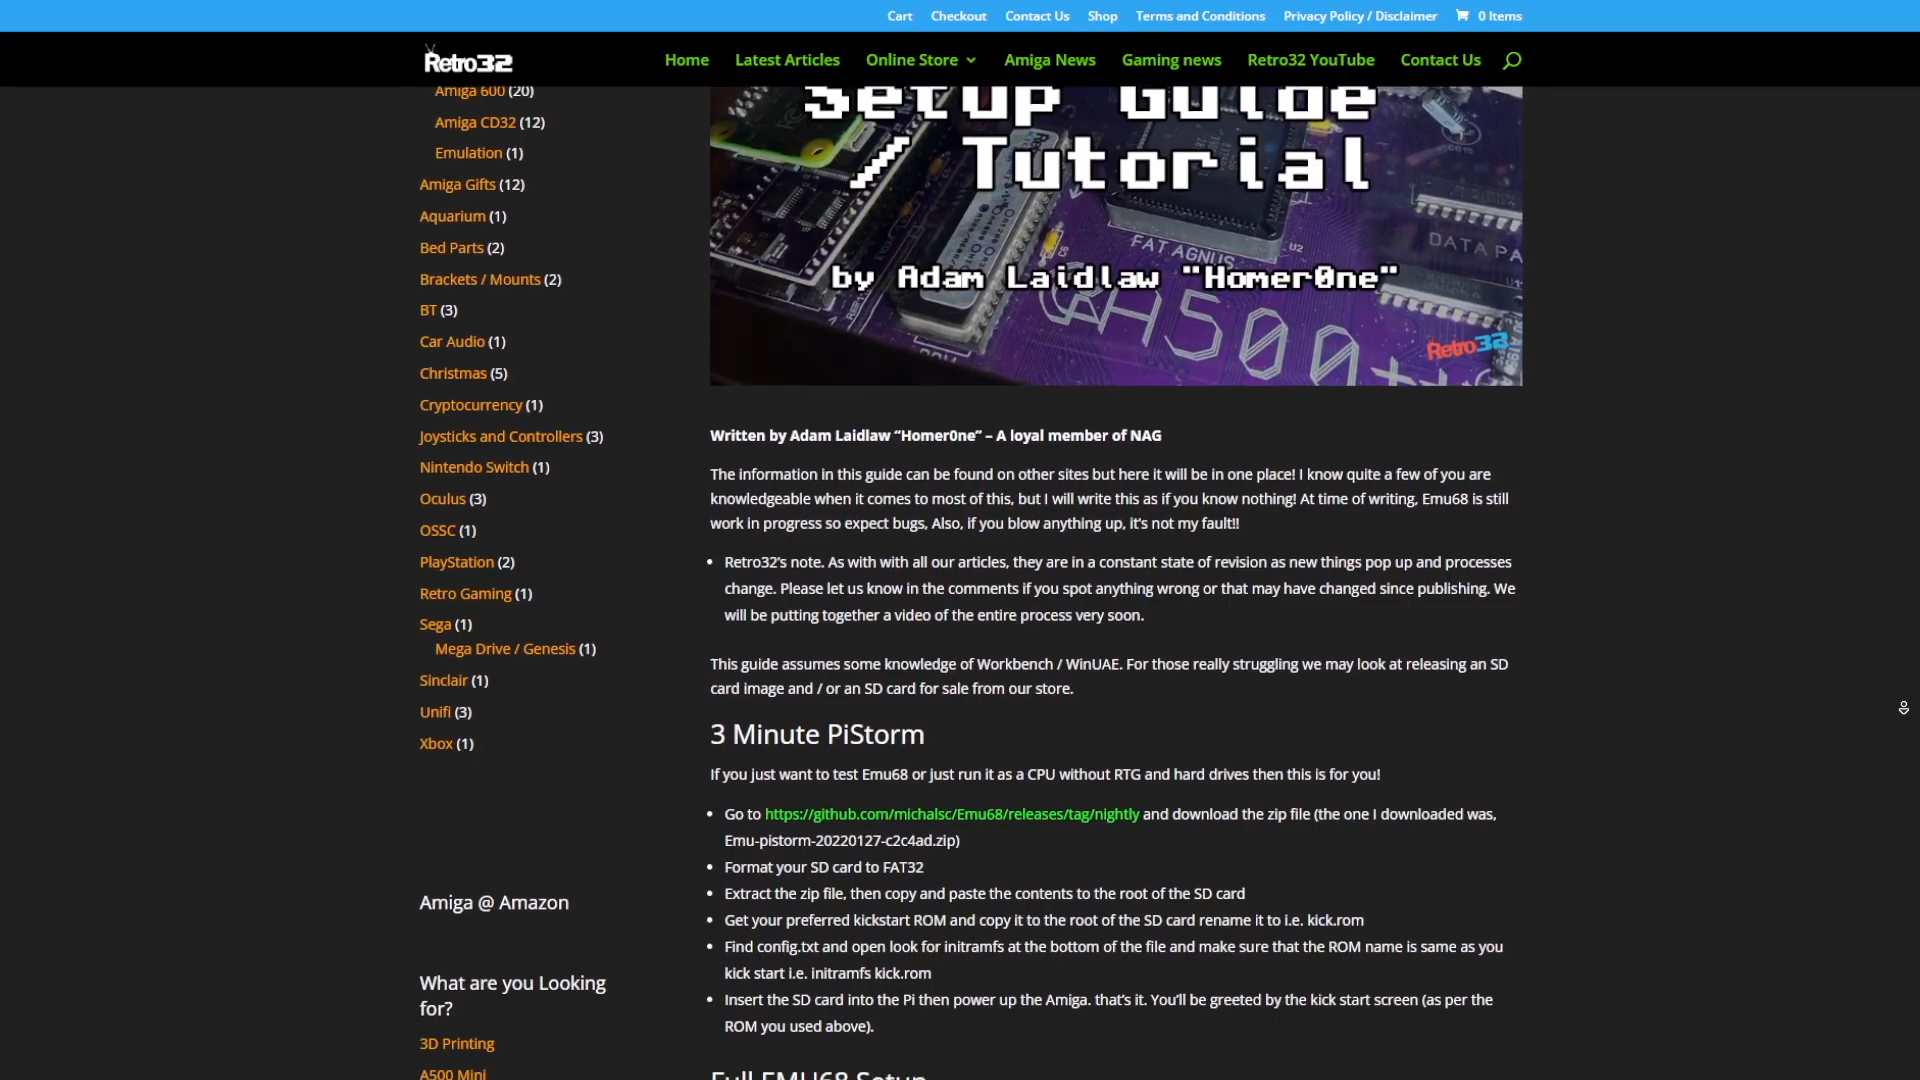 Cart Checkout Contact Us Shop Terms and Conditions Privacy Policy / Disclaimer 0 Items
Retro32
Home Latest Articles Online Store Amiga News Gaming news Retro32 YouTube Contact Us
Amiga 600 (20)
Amiga CD32 (12)
Emulation (1)
Amiga Gifts (12)
Aquarium (1)
Bed Parts (2)
Brackets / Mounts (2)
BT (3)
Car Audio (1)
Christmas (5)
Cryptocurrency (1)
Joysticks and Controllers (3)
Nintendo Switch (1)
Oculus (3)
OSSC (1)
PlayStation (2)
Retro Gaming (1)
Sega (1)
Mega Drive / Genesis (1)
Sinclair (1)
Unifi (3)
Xbox (1)
Amiga @ Amazon
What are you Looking
for?
3D Printing
A500 Mini
Setup Guide
/ Tutorial
FAT AGNUS
U2
DATA PA
by Adam Laidlaw "Homer0ne"
A500++
Retro32
Written by Adam Laidlaw “Homer0ne” – A loyal member of NAG
The information in this guide can be found on other sites but here it will be in one place! I know quite a few of you are
knowledgeable when it comes to most of this, but I will write this as if you know nothing! At time of writing, Emu68 is still
work in progress so expect bugs, Also, if you blow anything up, it’s not my fault!!
• Retro32’s note. As with with all our articles, they are in a constant state of revision as new things pop up and processes
change. Please let us know in the comments if you spot anything wrong or that may have changed since publishing. We
will be putting together a video of the entire process very soon.
This guide assumes some knowledge of Workbench / WinUAE. For those really struggling we may look at releasing an SD
card image and / or an SD card for sale from our store.
3 Minute PiStorm
If you just want to test Emu68 or just run it as a CPU without RTG and hard drives then this is for you!
• Go to https://github.com/michalsc/Emu68/releases/tag/nightly and download the zip file (the one I downloaded was,
Emu-pistorm-20220127-c2c4ad.zip)
• Format your SD card to FAT32
• Extract the zip file, then copy and paste the contents to the root of the SD card
• Get your preferred kickstart ROM and copy it to the root of the SD card rename it to i.e. kick.rom
• Find config.txt and open look for initramfs at the bottom of the file and make sure that the ROM name is same as you
kick start i.e. initramfs kick.rom
• Insert the SD card into the Pi then power up the Amiga. that’s it. You’ll be greeted by the kick start screen (as per the
ROM you used above).
Full EMU68 Setup